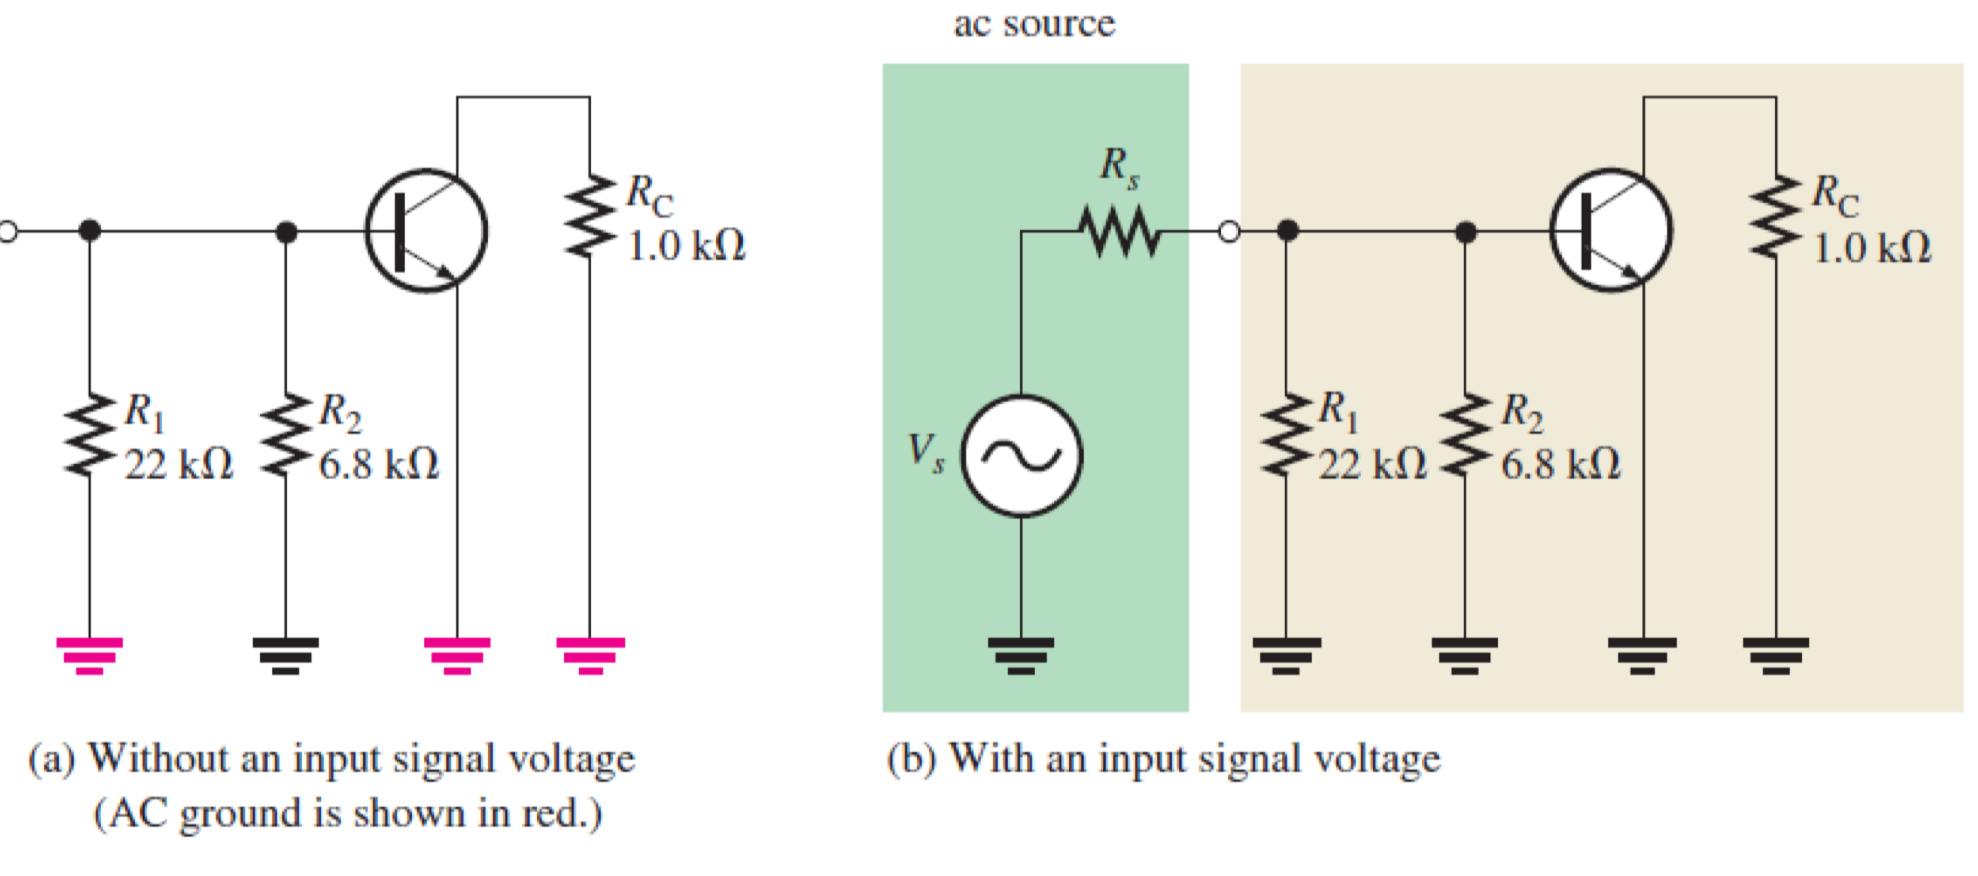 R_C
1.0 kΩ
R_1
22 kΩ
R_2
6.8 kΩ
(a) Without an input signal voltage
(AC ground is shown in red.)
ac source
R_s
V_s
R_C
1.0 kΩ
R_1
22 kΩ
R_2
6.8 kΩ
(b) With an input signal voltage